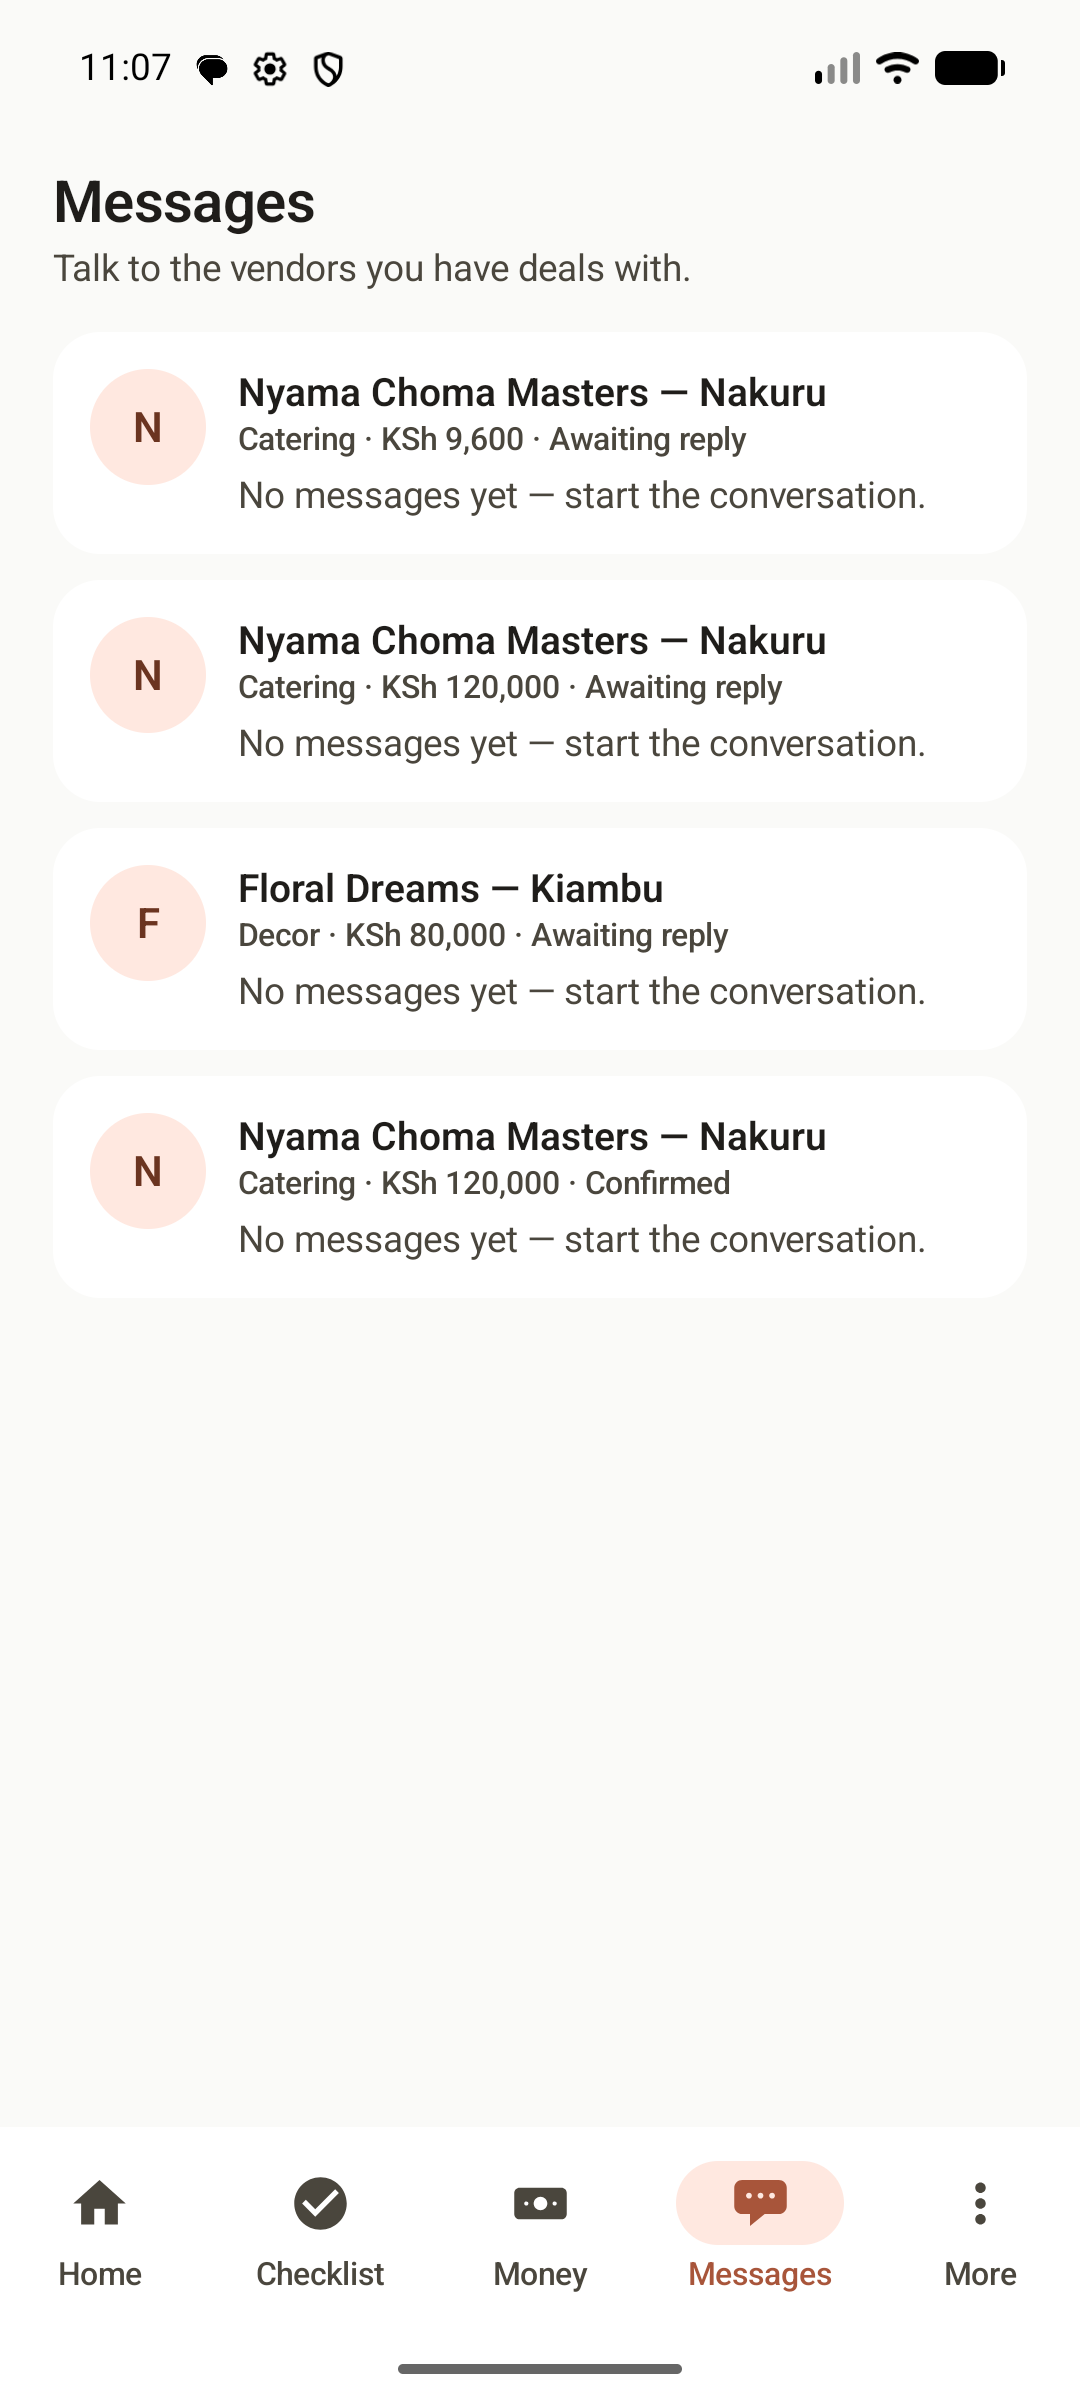 11:07
Messages
Talk to the vendors you have deals with.
N
Nyama Choma Masters — Nakuru
Catering · KSh 9,600 · Awaiting reply
No messages yet — start the conversation.
N
Nyama Choma Masters — Nakuru
Catering · KSh 120,000 · Awaiting reply
No messages yet — start the conversation.
F
Floral Dreams — Kiambu
Decor · KSh 80,000 · Awaiting reply
No messages yet — start the conversation.
N
Nyama Choma Masters — Nakuru
Catering · KSh 120,000 · Confirmed
No messages yet — start the conversation.
Home Checklist Money Messages More